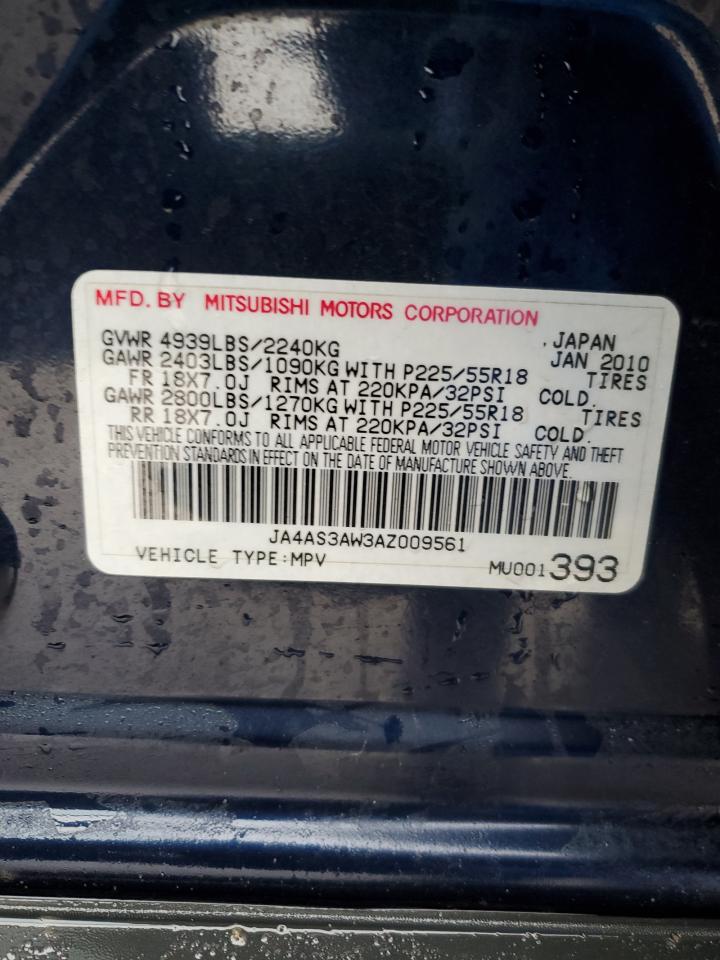 MFD. BY MITSUBISHI MOTORS CORPORATION
GVWR 4939LBS/2240KG .JAPAN
GAWR 2403LBS/1090KG WITH P225/55R18 JAN 2010
FR 18X7.0J RIMS AT 220KPA/32PSI TIRES COLD.
GAWR 2800LBS/1270KG WITH P225/55R18 TIRES
RR 18X7.0J RIMS AT 220KPA/32PSI COLD.
THIS VEHICLE CONFORMS TO ALL APPLICABLE FEDERAL MOTOR VEHICLE SAFETY AND THEFT
PREVENTION STANDARDS IN EFFECT ON THE DATE OF MANUFACTURE SHOWN ABOVE.
JA4AS3AW3AZ009561
VEHICLE TYPE:MPV MU001393